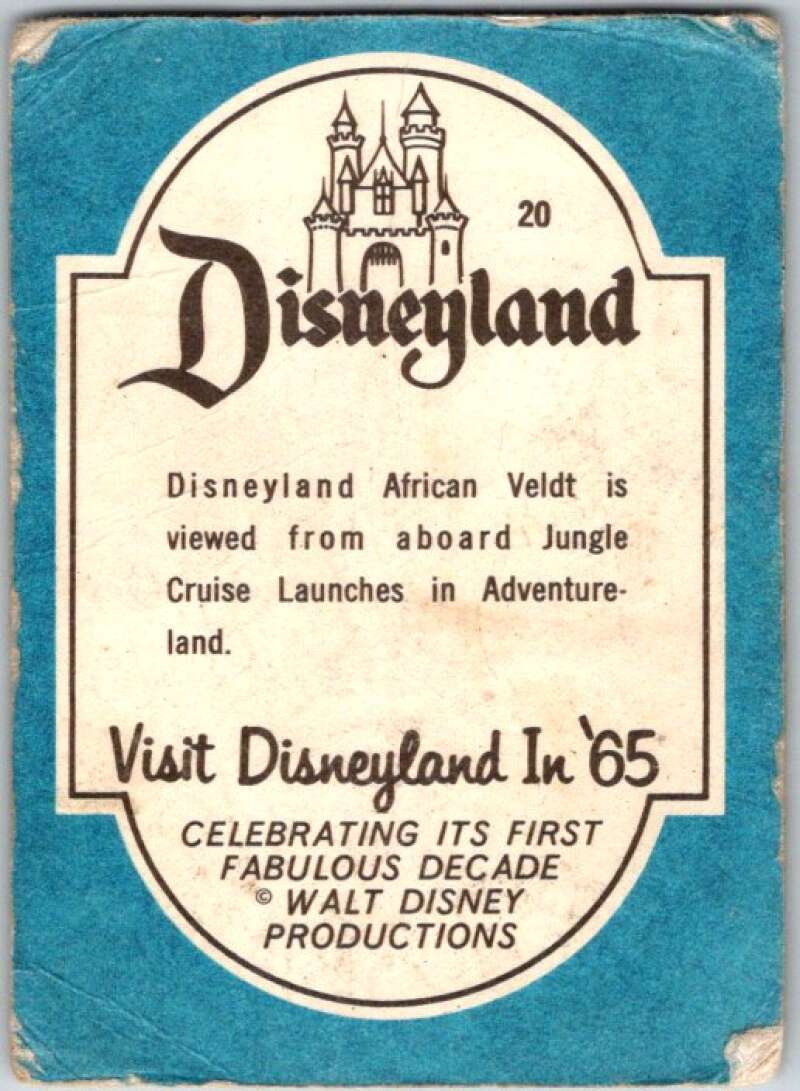 20
Disneyland
Disneyland African Veldt is
viewed from aboard Jungle
Cruise Launches in Adventure-
land.
Visit Disneyland In '65
CELEBRATING ITS FIRST
FABULOUS DECADE
© WALT DISNEY
PRODUCTIONS